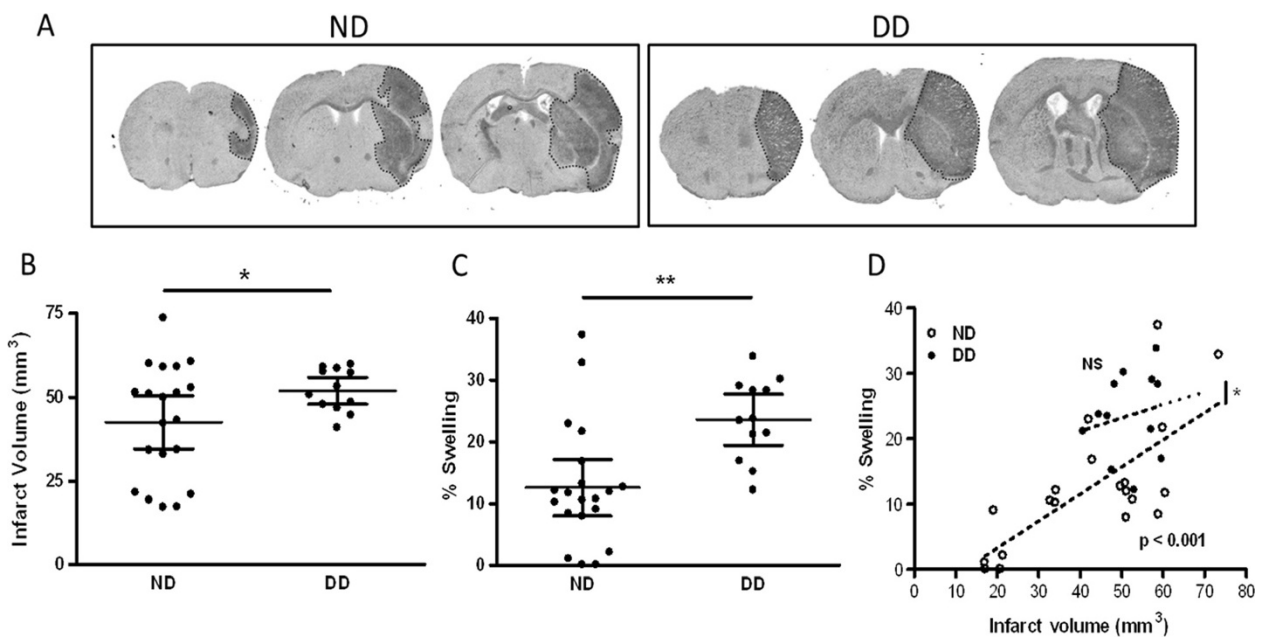 A
ND
DD
B
*
Infarct Volume (mm³)
75
50
25
0
ND
DD
C
**
% Swelling
40
30
20
10
0
ND
DD
D
% Swelling
40
30
20
10
0
ND
DD
NS
*
p < 0.001
0 10 20 30 40 50 60 70 80
Infarct volume (mm³)